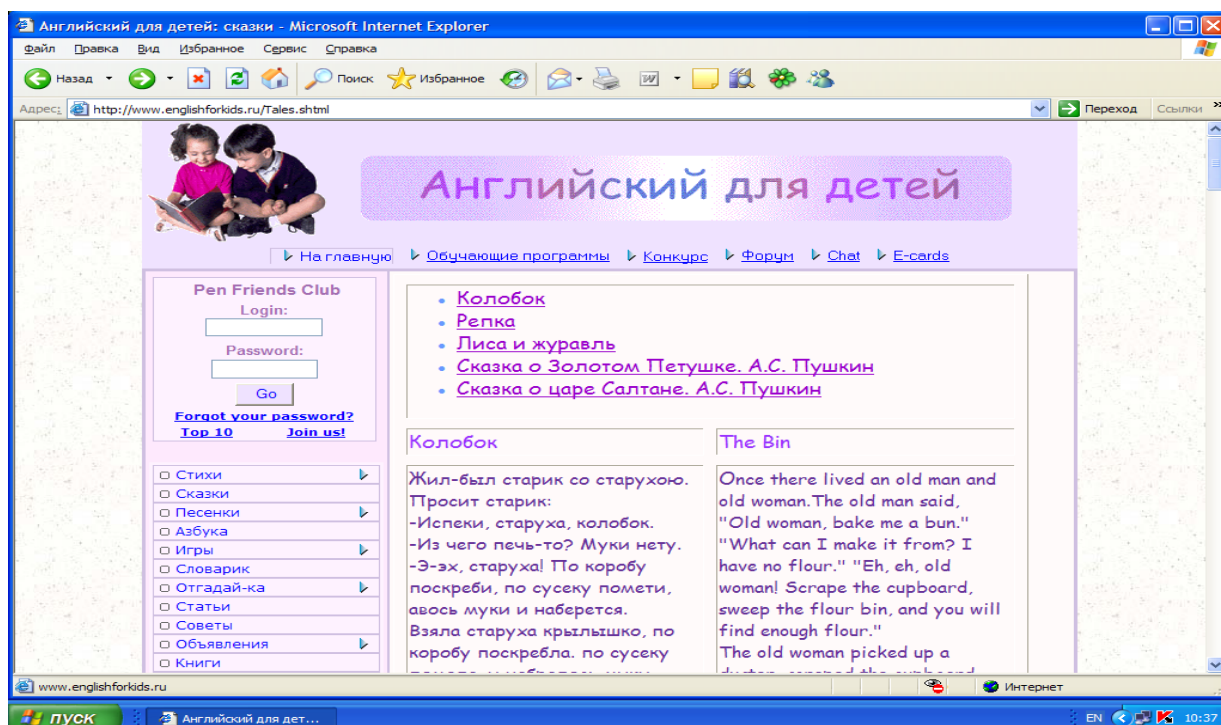 Английский для детей: сказки - Microsoft Internet Explorer
Файл Правка Вид Избранное Сервис Справка
Назад Поиск Избранное
Адрес: http://www.englishforkids.ru/Tales.shtml Переход Ссылки »
Английский для детей
На главную Обучающие программы Конкурс Форум Chat E-cards
Pen Friends Club
Login:
Password:
Go
Forgot your password?
Top 10 Join us!
Стихи
Сказки
Песенки
Азбука
Игры
Словарик
Отгадай-ка
Статьи
Советы
Объявления
Книги
Колобок
Репка
Лиса и журавль
Сказка о Золотом Петушке. А.С. Пушкин
Сказка о царе Салтане. А.С. Пушкин
Колобок
Жил-был старик со старухою.
Просит старик:
-Испеки, старуха, колобок.
-Из чего печь-то? Муки нету.
-Э-эх, старуха! По коробу
поскреби, по сусеку помети,
авось муки и наберется.
Взяла старуха крылышко, по
коробу поскребла. по сусеку
The Bin
Once there lived an old man and
old woman.The old man said,
"Old woman, bake me a bun."
"What can I make it from? I
have no flour." "Eh, eh, old
woman! Scrape the cupboard,
sweep the flour bin, and you will
find enough flour."
The old woman picked up a
www.englishforkids.ru Интернет
пуск Английский для дет... EN 10:37